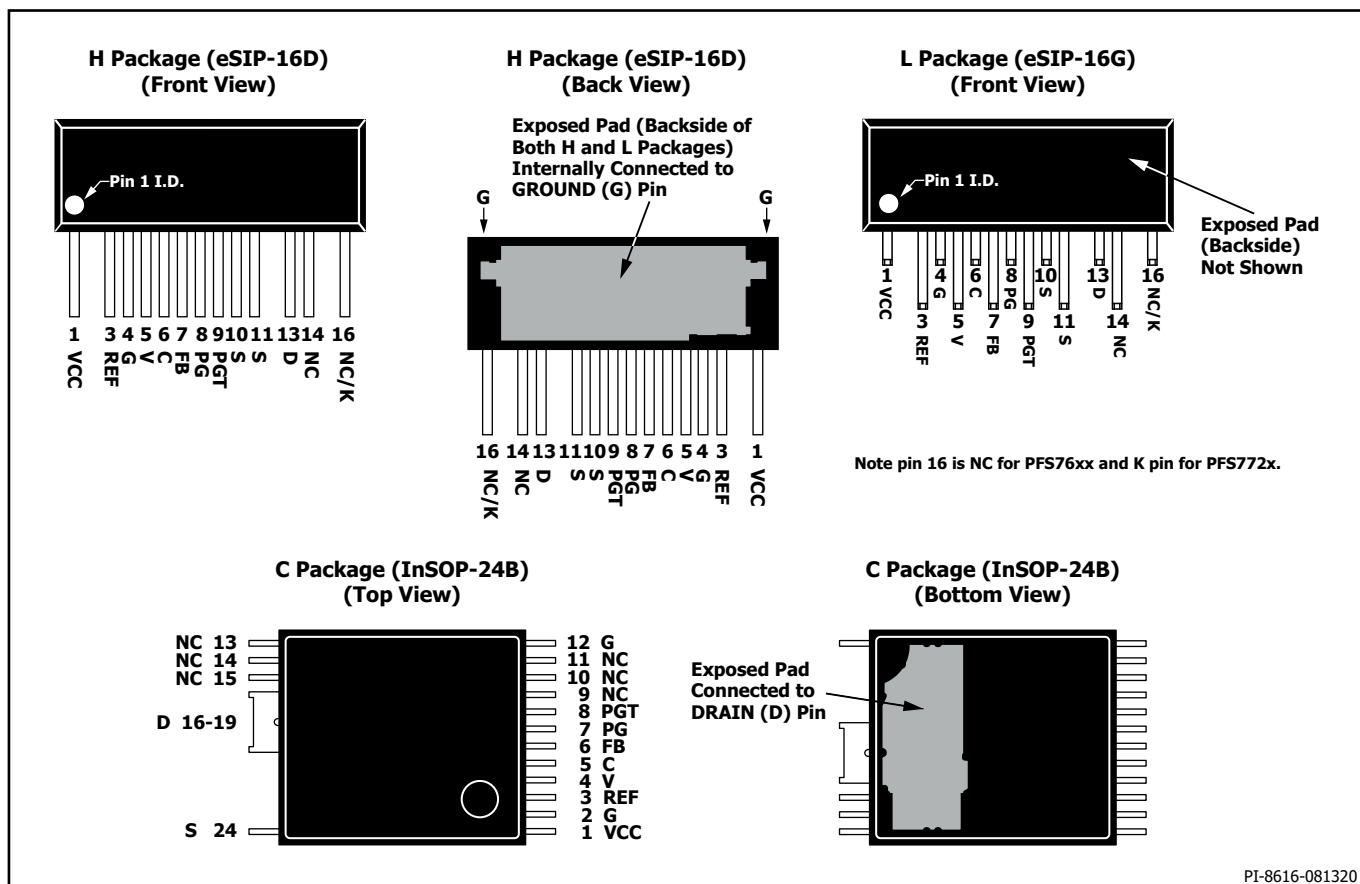 H Package (eSIP-16D)
(Front View)
Pin 1 I.D.
1 3 4 5 6 7 8 9 10 11 13 14 16
VCC REF G V C FB PG PGT S S D NC NC/K
H Package (eSIP-16D)
(Back View)
Exposed Pad (Backside of
Both H and L Packages)
Internally Connected to
GROUND (G) Pin
G G
16 14 13 11 10 9 8 7 6 5 4 3 1
NC/K NC D S S PGT PG FB C V G REF VCC
L Package (eSIP-16G)
(Front View)
Pin 1 I.D.
Exposed Pad
(Backside)
Not Shown
1 4 6 8 10 13 16
VCC G C PG S D NC/K
3 5 7 9 11 14
REF V FB PGT S NC
Note pin 16 is NC for PFS76xx and K pin for PFS772x.
C Package (InSOP-24B)
(Top View)
NC 13
NC 14
NC 15
D 16-19
S 24
12 G
11 NC
10 NC
9 NC
8 PGT
7 PG
6 FB
5 C
4 V
3 REF
2 G
1 VCC
C Package (InSOP-24B)
(Bottom View)
Exposed Pad
Connected to
DRAIN (D) Pin
PI-8616-081320